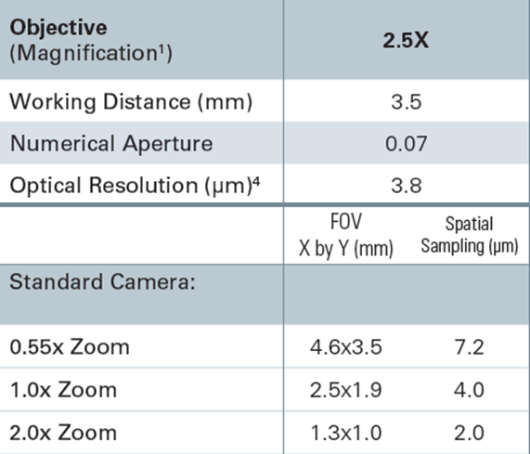 Objective
(Magnification¹) 2.5X
Working Distance (mm) 3.5
Numerical Aperture 0.07
Optical Resolution (µm)⁴ 3.8
FOV Spatial
X by Y (mm) Sampling (µm)
Standard Camera:
0.55x Zoom 4.6x3.5 7.2
1.0x Zoom 2.5x1.9 4.0
2.0x Zoom 1.3x1.0 2.0